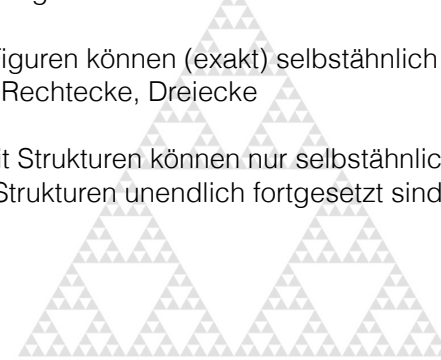 figuren können (exakt) selbstähnlich
Rechtecke, Dreiecke
Strukturen können nur selbstähnlic
Strukturen unendlich fortgesetzt sind